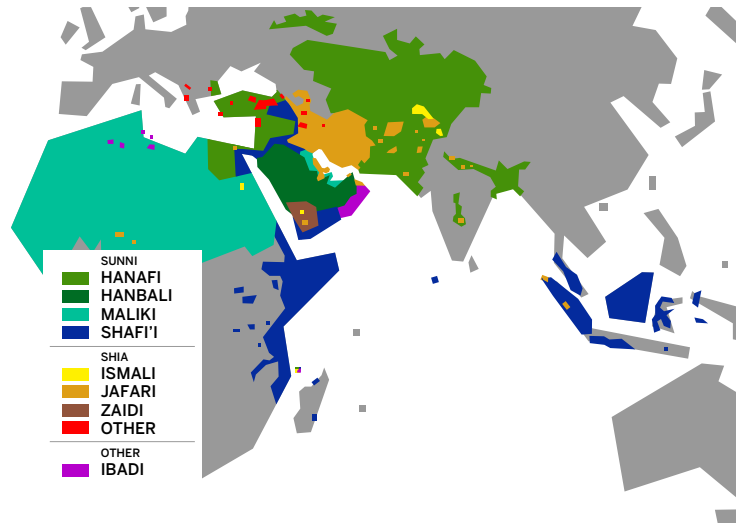 SUNNI
HANAFI
HANBALI
MALIKI
SHAFI'I
SHIA
ISMALI
JAFARI
ZAIDI
OTHER
OTHER
IBADI